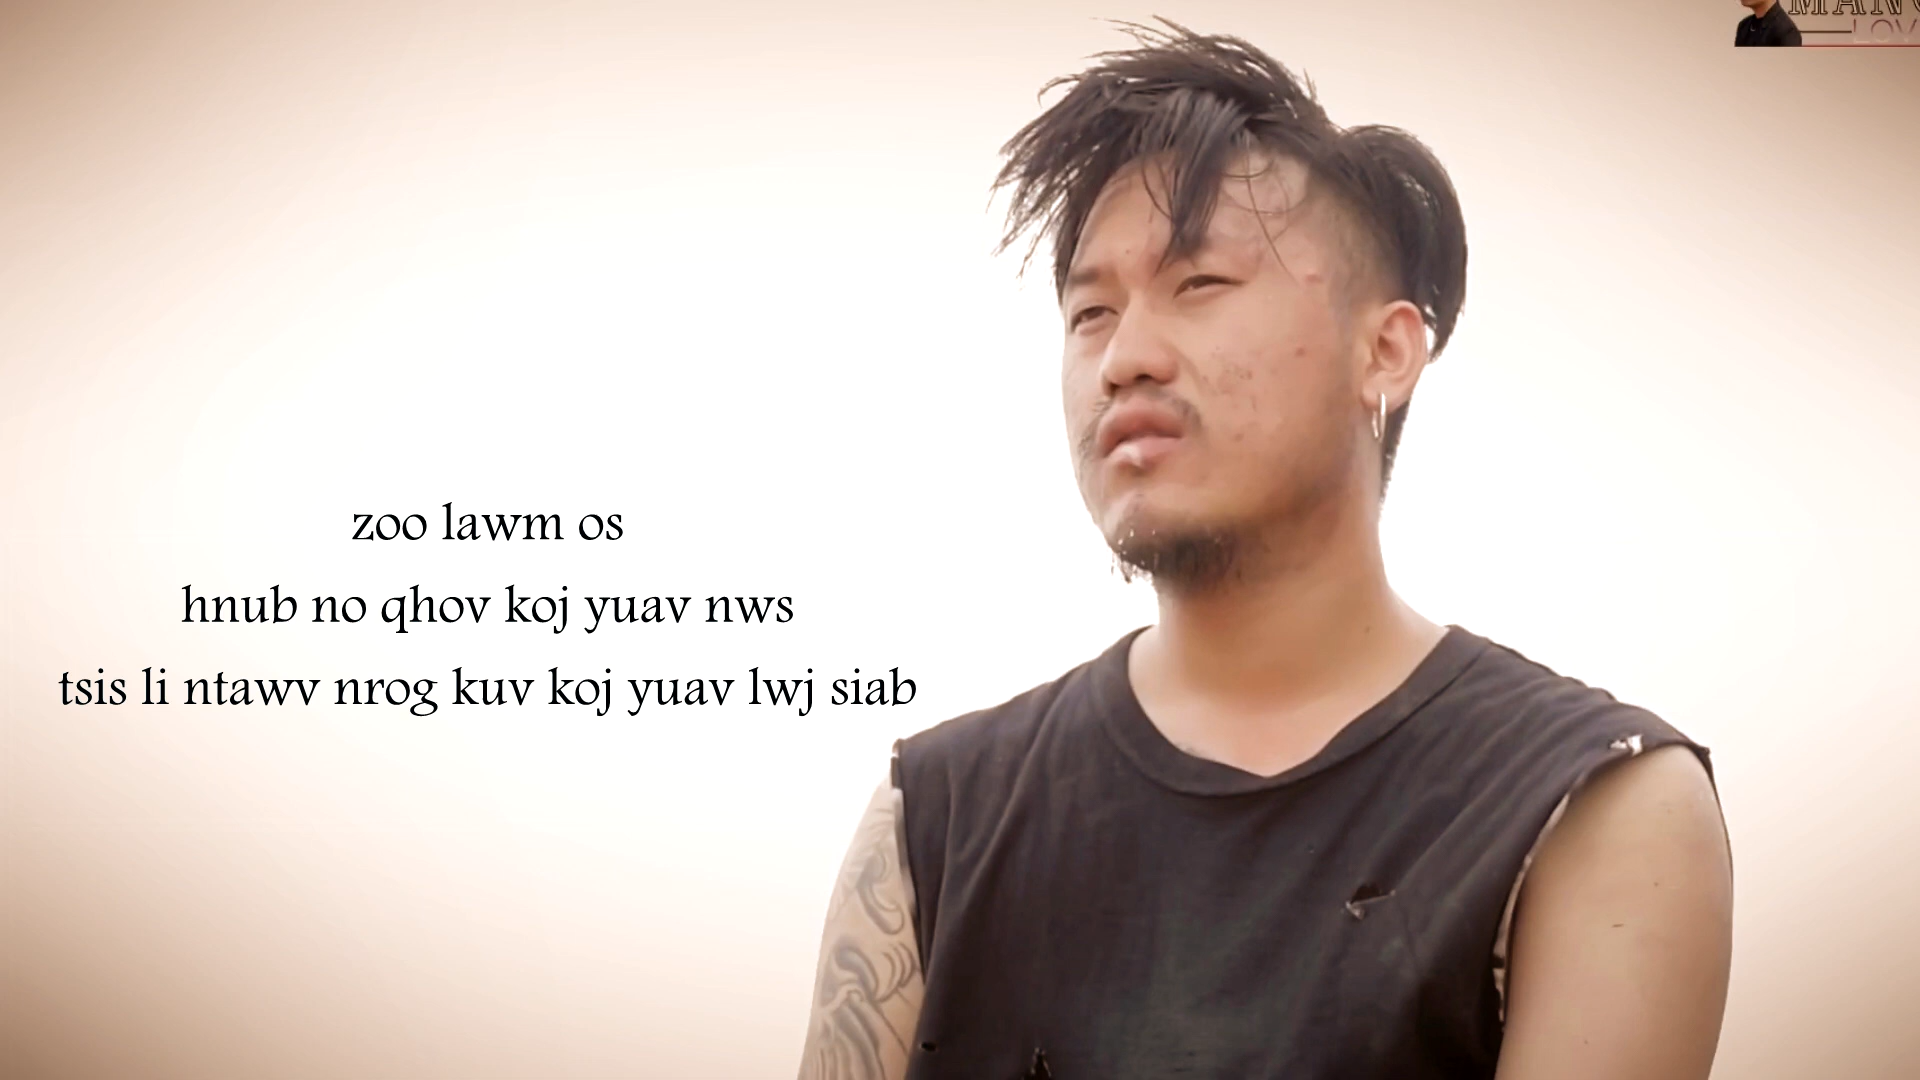 zoo lawm os
hnub no qhov koj yuav nws
tsis li ntawv nrog kuv koj yuav lwj siab